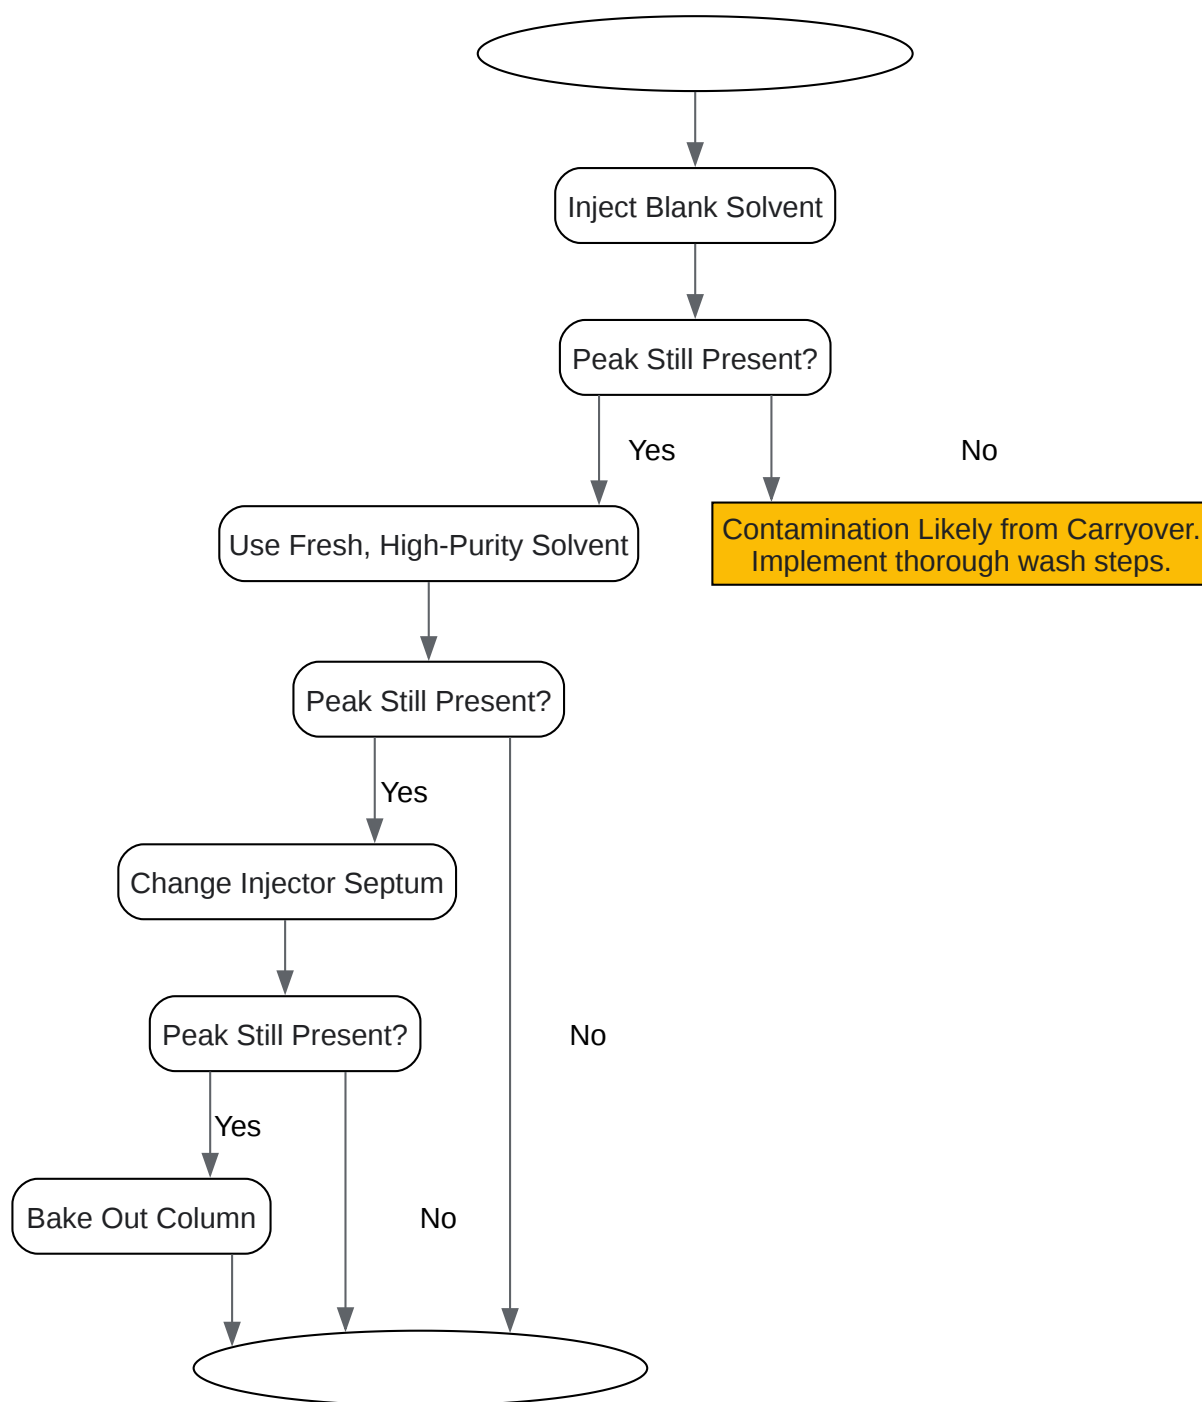 Inject Blank Solvent
Peak Still Present?
Yes
No
Use Fresh, High-Purity Solvent
Contamination Likely from Carryover.
Implement thorough wash steps.
Peak Still Present?
Yes
Change Injector Septum
Peak Still Present?
No
Yes
Bake Out Column
No